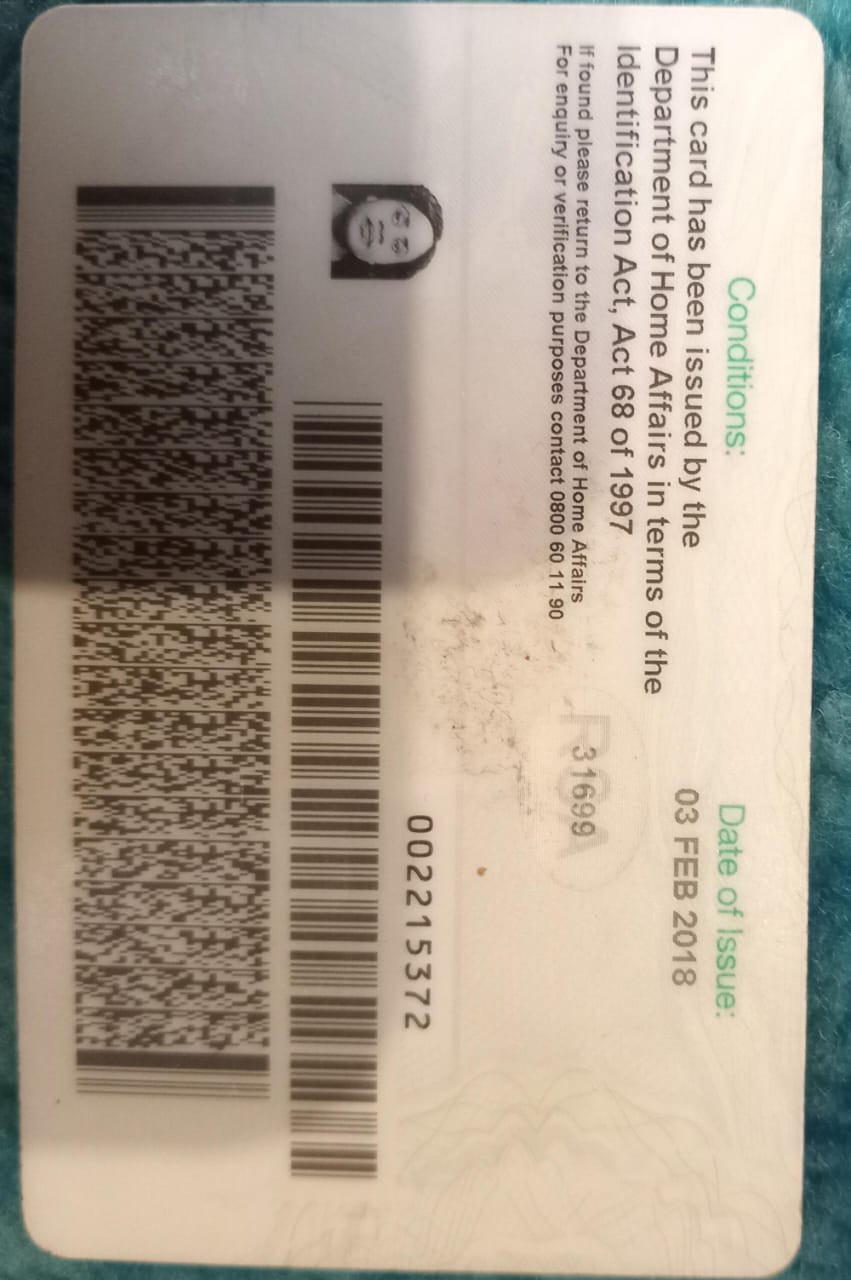 Conditions:
This card has been issued by the
Department of Home Affairs in terms of the
Identification Act, Act 68 of 1997
If found please return to the Department of Home Affairs
For enquiry or verification purposes contact 0800 60 11 90
Date of Issue:
03 FEB 2018
RSA
31699
002215372